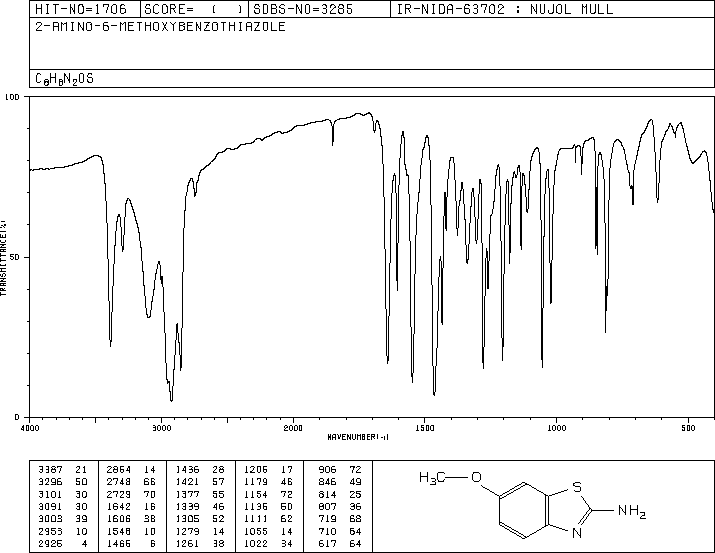 HIT-NO=1706 SCORE= ( ) SDBS-NO=3285 IR-NIDA-63702 : NUJOL MULL
2-AMINO-6-METHOXYBENZOTHIAZOLE
C8H8N2OS
100
50
0
TRANSMITTANCE(%)
4000 3000 2000 1500 1000 500
WAVENUMBER(-1)
3387 21 2864 14 1436 28 1206 17 906 72
3296 50 2748 66 1421 57 1179 46 846 49
3101 30 2729 70 1377 55 1154 72 814 25
3091 30 1642 16 1339 46 1136 50 807 36
3003 39 1606 38 1305 52 1111 62 719 68
2953 10 1548 10 1279 14 1055 14 710 64
2925 4 1466 6 1261 38 1022 34 617 64
H3C O S N NH2